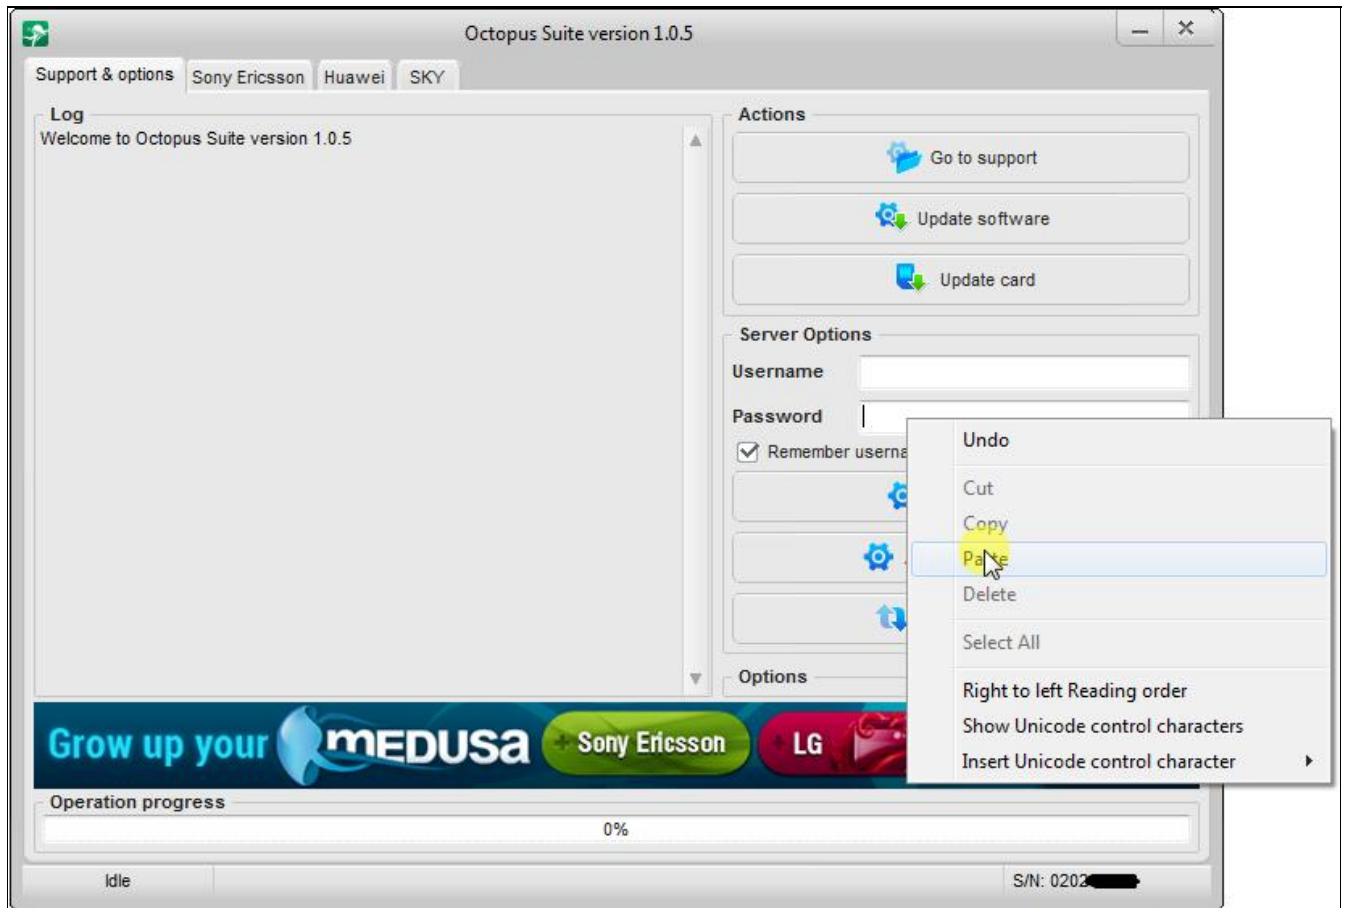 Octopus Suite version 1.0.5
Support & options
Sony Ericsson
Huawei
SKY
Log
Welcome to Octopus Suite version 1.0.5
Actions
Go to support
Update software
Update card
Server Options
Username
Password
Remember
Undo
Cut
Copy
Paste
Delete
Select All
Right to left Reading order
Show Unicode control characters
Insert Unicode control character
Options
Grow up your MEDUSA + Sony Ericsson + LG
Operation progress
0%
Idle
S/N: 0202